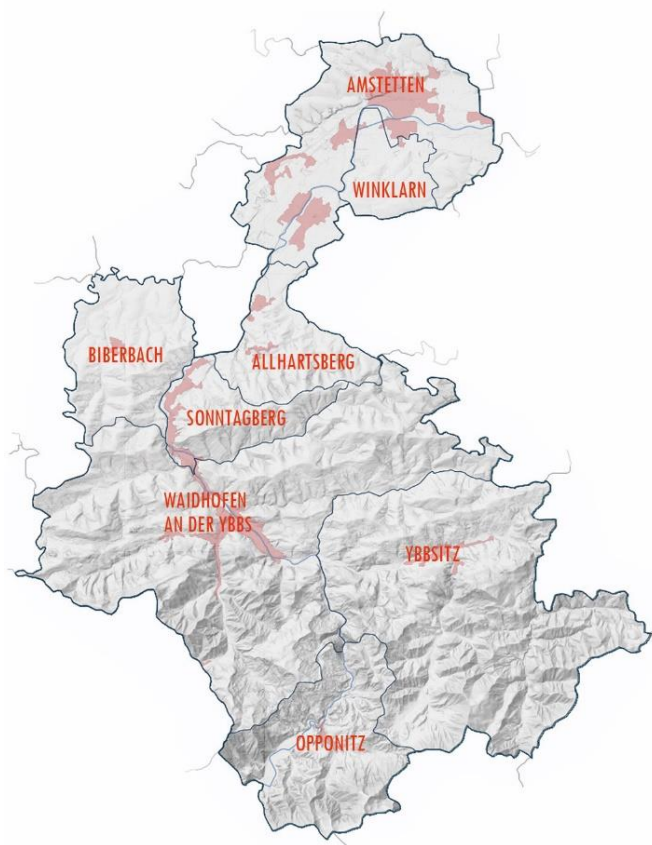 AMSTETTEN
WINKLARN
BIBERBACH
ALLHARTSBERG
SONNTAGBERG
WAIDHOFEN
AN DER YBBS
YBBSITZ
OPPONITZ